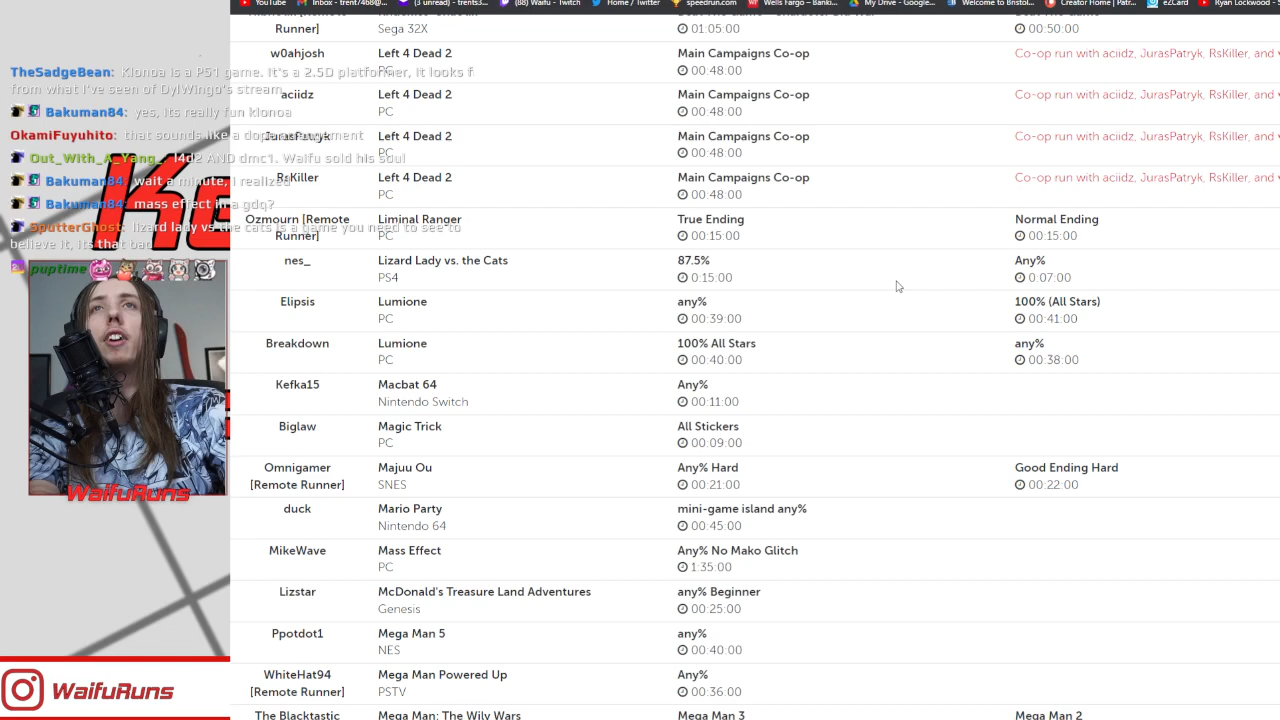 YouTube
Inbox (1) - trent7468@...
(3 unread) - trents3...
(88) Waifu - Twitch
Home / Twitter
speedrun.com
Wells Fargo – Banki...
My Drive - Google...
Welcome to Bristol...
Creator Home | Patr...
eZCard
Ryan Lockwood - S
Runner]
Sega 32X
01:05:00
00:50:00
w0ahjosh
Left 4 Dead 2
PC
Main Campaigns Co-op
00:48:00
Co-op run with aciidz, JurasPatryk, RsKiller, and
aciidz
Left 4 Dead 2
PC
Main Campaigns Co-op
00:48:00
Co-op run with aciidz, JurasPatryk, RsKiller, and
JurasPatryk
Left 4 Dead 2
PC
Main Campaigns Co-op
00:48:00
Co-op run with aciidz, JurasPatryk, RsKiller, and
RsKiller
Left 4 Dead 2
PC
Main Campaigns Co-op
00:48:00
Co-op run with aciidz, JurasPatryk, RsKiller, and
Ozmourn [Remote
Runner]
Liminal Ranger
PC
True Ending
00:15:00
Normal Ending
00:15:00
nes_
Lizard Lady vs. the Cats
PS4
87.5%
0:15:00
Any%
00:07:00
Elipsis
Lumione
PC
any%
00:39:00
100% (All Stars)
00:41:00
Breakdown
Lumione
PC
100% All Stars
00:40:00
any%
00:38:00
Kefka15
Macbat 64
Nintendo Switch
Any%
00:11:00
Biglaw
Magic Trick
PC
All Stickers
00:09:00
Omnigamer
[Remote Runner]
Majuu Ou
SNES
Any% Hard
00:21:00
Good Ending Hard
00:22:00
duck
Mario Party
Nintendo 64
mini-game island any%
00:45:00
MikeWave
Mass Effect
PC
Any% No Mako Glitch
1:35:00
Lizstar
McDonald's Treasure Land Adventures
Genesis
any% Beginner
00:25:00
Ppotdot1
Mega Man 5
NES
any%
00:40:00
WhiteHat94
[Remote Runner]
Mega Man Powered Up
PSTV
Any%
00:36:00
The Blacktastic
Mega Man: The Wily Wars
Mega Man 3
Mega Man 2
TheSadgeBean: Klonoa is a PS1 game. It's a 2.5D platformer, it looks f
from what I've seen of DylWingo's stream
Bakuman84: yes, its really fun klonoa
OkamiFuyuhito: that sounds like a dope argument
Out_With_A_Yang_: l4d2 AND dmc1. Waifu sold his soul
Bakuman84: wait a minute, I realized
Bakuman84: mass effect in a gdq?
SputterGhost: lizard lady vs the cats is a game you need to see to
believe it, its that bad
puptime
WaifuRuns
WaifuRuns